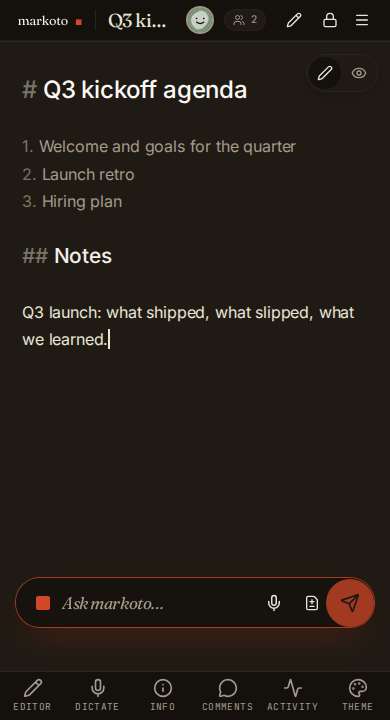 markoto
Q3 ki...
2
# Q3 kickoff agenda
1. Welcome and goals for the quarter
2. Launch retro
3. Hiring plan
## Notes
Q3 launch: what shipped, what slipped, what
we learned.
Ask markoto...
EDITOR DICTATE INFO COMMENTS ACTIVITY THEME